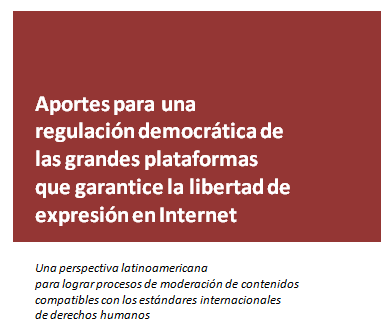 Aportes para una
regulación democrática de
las grandes plataformas
que garantice la libertad de
expresión en Internet
Una perspectiva latinoamericana
para lograr procesos de moderación de contenidos
compatibles con los estándares internacionales
de derechos humanos